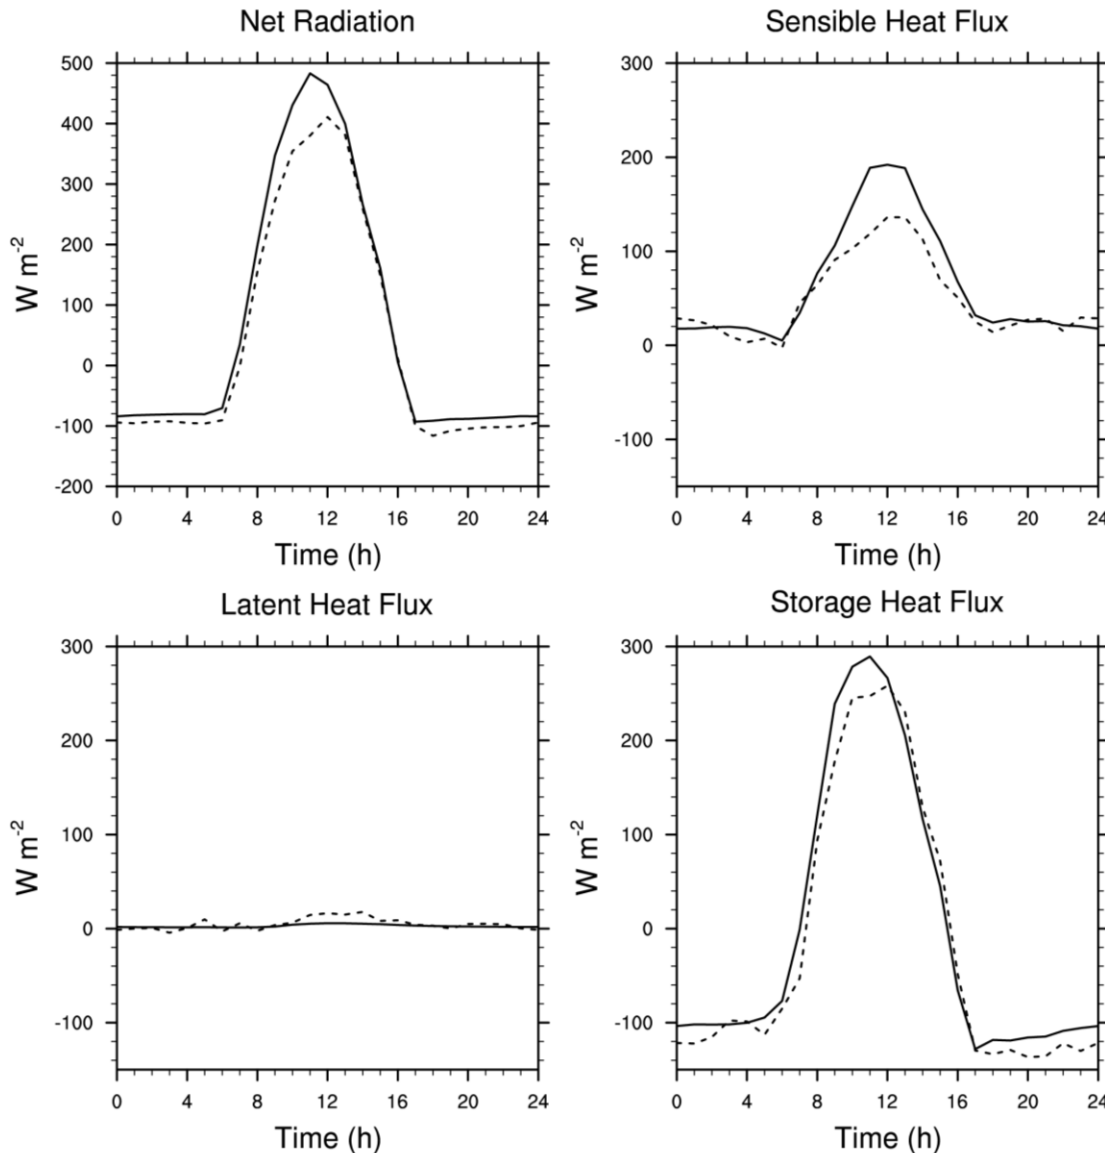 Net Radiation
500
400
300
200
100
0
-100
-200
W m-2
0 4 8 12 16 20 24
Time (h)
Sensible Heat Flux
300
200
100
0
-100
W m-2
0 4 8 12 16 20 24
Time (h)
Latent Heat Flux
300
200
100
0
-100
W m-2
0 4 8 12 16 20 24
Time (h)
Storage Heat Flux
300
200
100
0
-100
W m-2
0 4 8 12 16 20 24
Time (h)